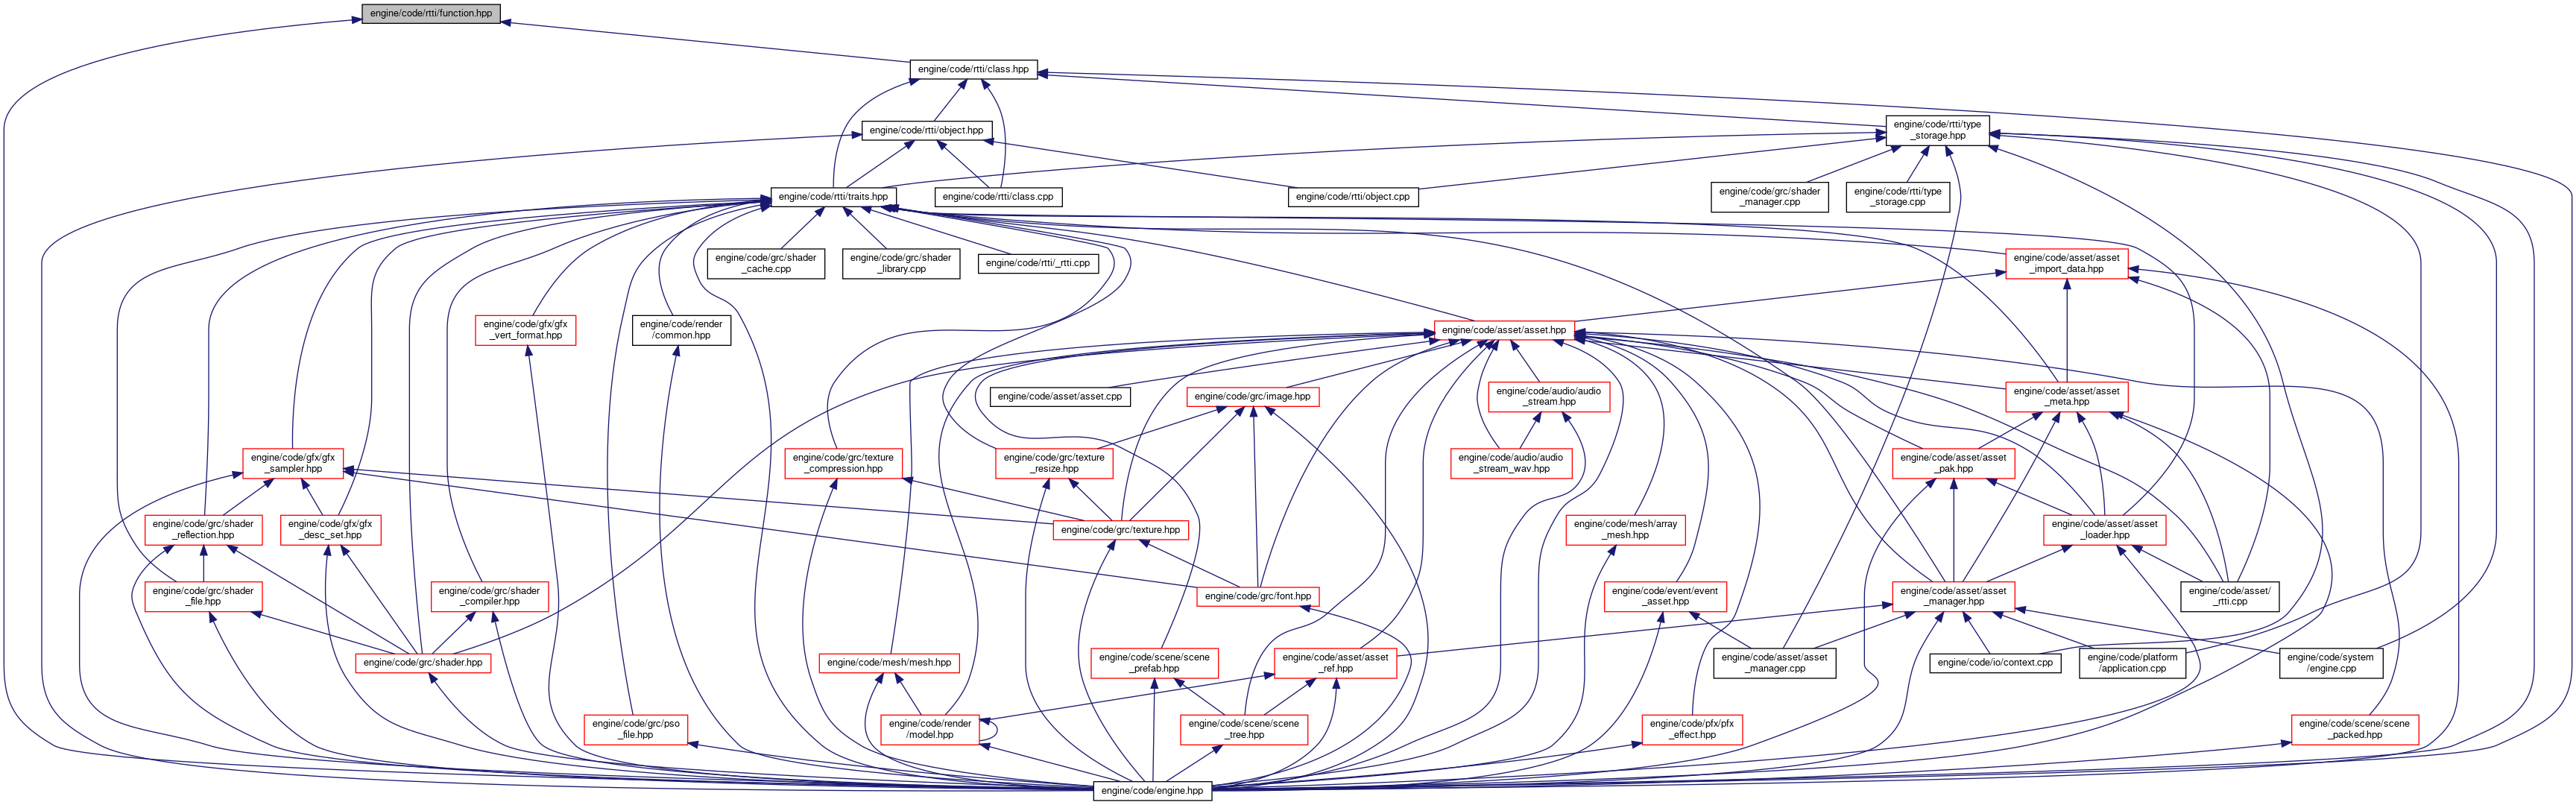 engine/code/rtti/function.hpp
engine/code/rtti/class.hpp
engine/code/rtti/object.hpp
engine/code/rtti/type
_storage.hpp
engine/code/rtti/traits.hpp
engine/code/rtti/class.cpp
engine/code/rtti/object.cpp
engine/code/grc/shader
_manager.cpp
engine/code/rtti/type
_storage.cpp
engine/code/grc/shader
_cache.cpp
engine/code/grc/shader
_library.cpp
engine/code/rtti/_rtti.cpp
engine/code/asset/asset
_import_data.hpp
engine/code/gfx/gfx
_vert_format.hpp
engine/code/render
/common.hpp
engine/code/asset/asset.hpp
engine/code/asset/asset.cpp
engine/code/grc/image.hpp
engine/code/audio/audio
_stream.hpp
engine/code/asset/asset
_meta.hpp
engine/code/gfx/gfx
_sampler.hpp
engine/code/grc/texture
_compression.hpp
engine/code/grc/texture
_resize.hpp
engine/code/audio/audio
_stream_wav.hpp
engine/code/asset/asset
_pak.hpp
engine/code/grc/shader
_reflection.hpp
engine/code/gfx/gfx
_desc_set.hpp
engine/code/grc/texture.hpp
engine/code/mesh/array
_mesh.hpp
engine/code/asset/asset
_loader.hpp
engine/code/grc/shader
_file.hpp
engine/code/grc/shader
_compiler.hpp
engine/code/grc/font.hpp
engine/code/event/event
_asset.hpp
engine/code/asset/asset
_manager.hpp
engine/code/asset/
_rtti.cpp
engine/code/grc/shader.hpp
engine/code/mesh/mesh.hpp
engine/code/scene/scene
_prefab.hpp
engine/code/asset/asset
_ref.hpp
engine/code/asset/asset
_manager.cpp
engine/code/io/context.cpp
engine/code/platform
/application.cpp
engine/code/system
/engine.cpp
engine/code/grc/pso
_file.hpp
engine/code/render
/model.hpp
engine/code/scene/scene
_tree.hpp
engine/code/pfx/pfx
_effect.hpp
engine/code/scene/scene
_packed.hpp
engine/code/engine.hpp